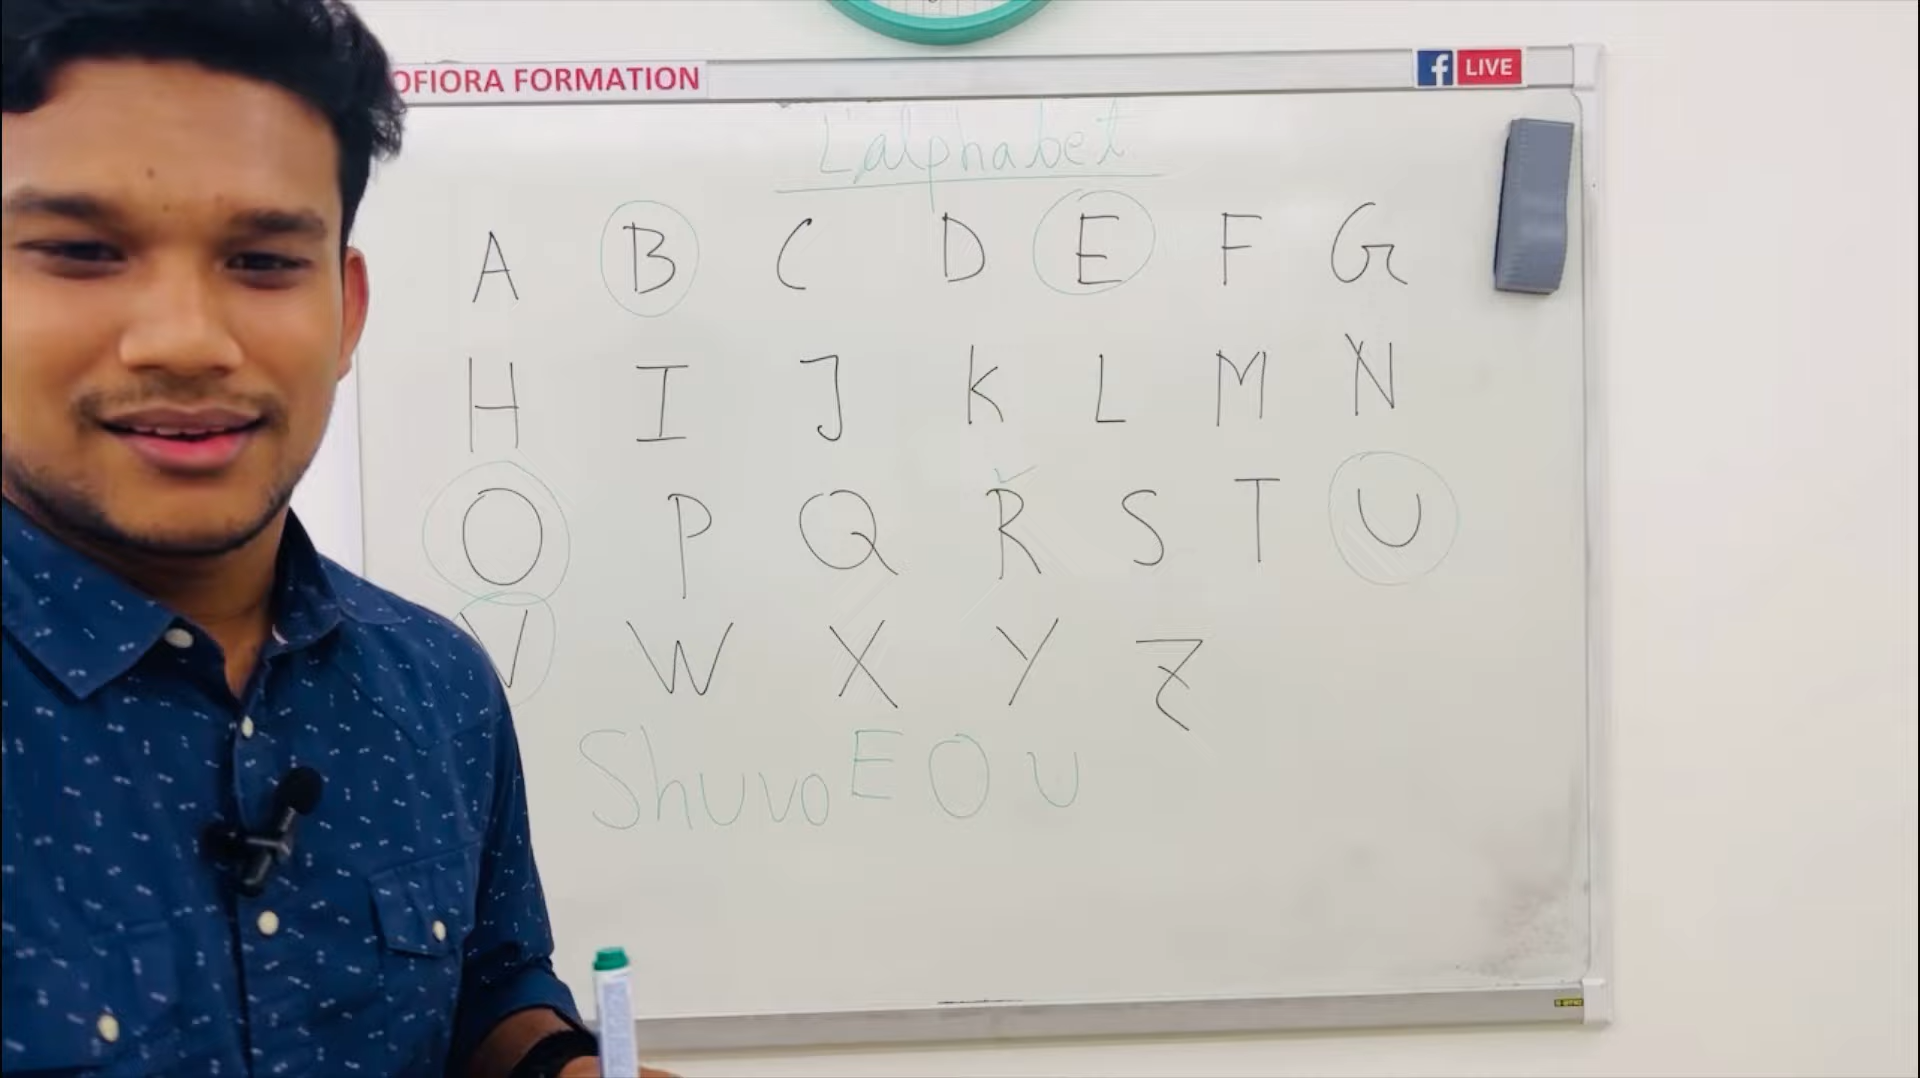 OFIORA FORMATION
f LIVE
L'alphabet
A B C D E F G
H I J K L M N
O P Q R S T U
V W X Y Z
Shuvo E O U